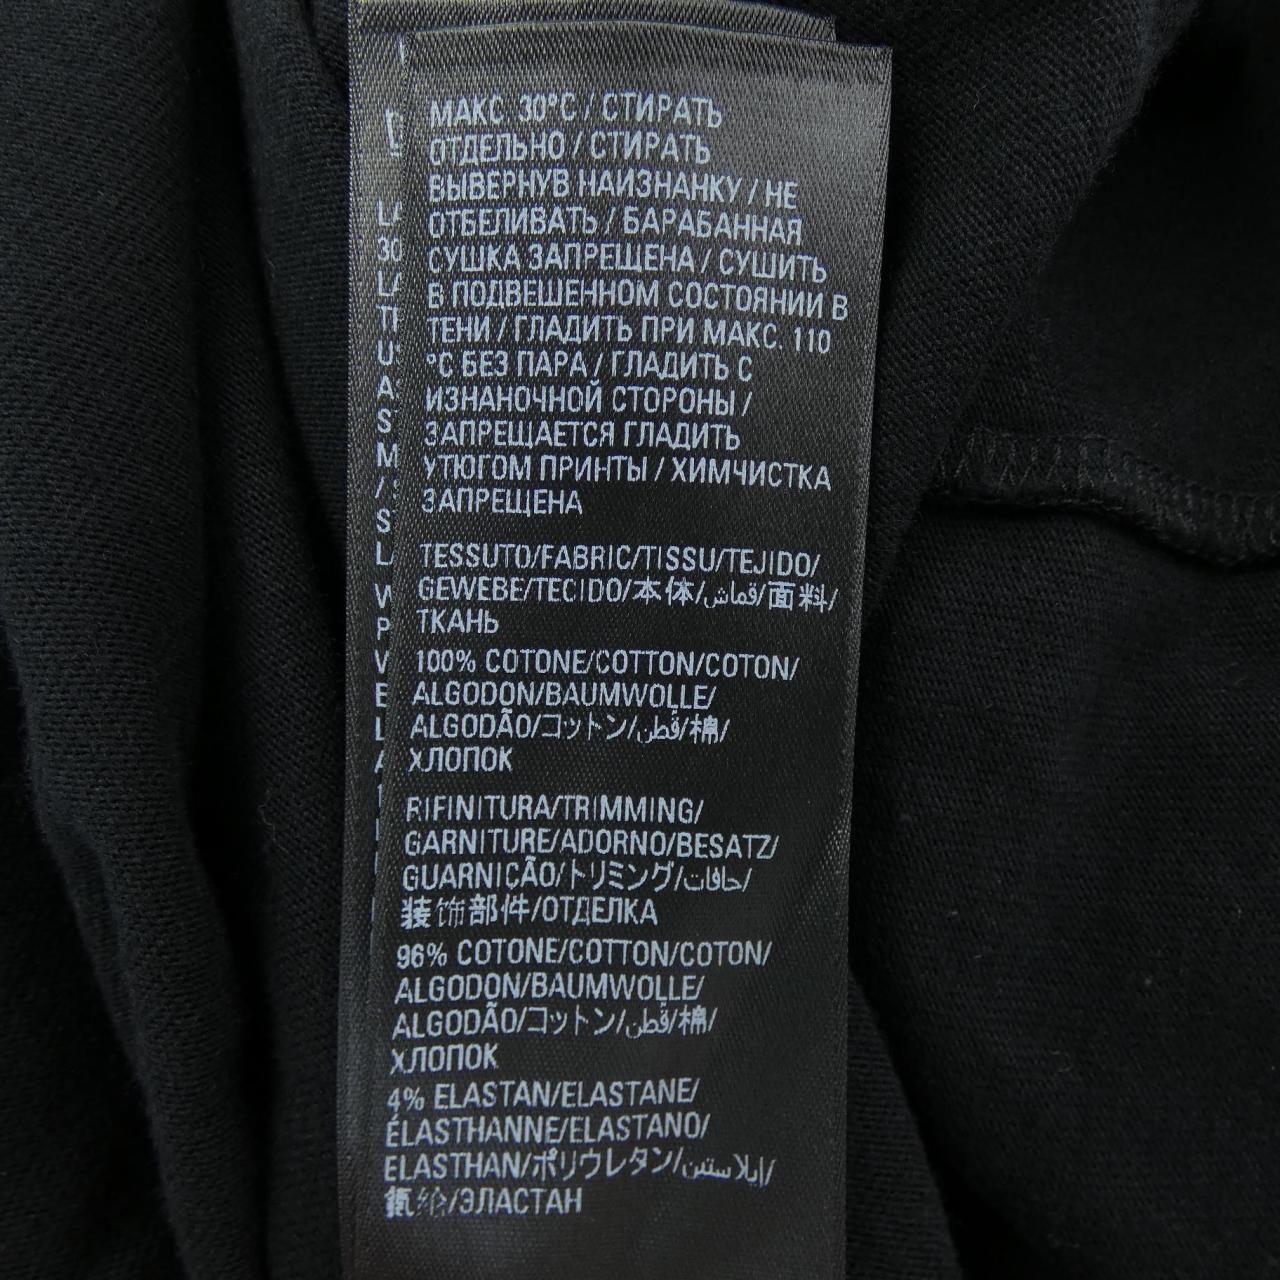 МАКС. 30°C / СТИРАТЬ
ОТДЕЛЬНО / СТИРАТЬ
ВЫВЕРНУВ НАИЗНАНКУ / НЕ
ОТБЕЛИВАТЬ / БАРАБАННАЯ
СУШКА ЗАПРЕЩЕНА / СУШИТЬ
В ПОДВЕШЕННОМ СОСТОЯНИИ В
ТЕНИ / ГЛАДИТЬ ПРИ МАКС. 110
°С БЕЗ ПАРА / ГЛАДИТЬ С
ИЗНАНОЧНОЙ СТОРОНЫ /
ЗАПРЕЩАЕТСЯ ГЛАДИТЬ
УТЮГОМ ПРИНТЫ / ХИМЧИСТКА
ЗАПРЕЩЕНА
TESSUTO/FABRIC/TISSU/TEJIDO/
GEWEBE/TECIDO/本体/قماش/面料/
ТКАНЬ
100% COTONE/COTTON/COTON/
ALGODON/BAUMWOLLE/
ALGODÃO/コットン/قطن/棉/
ХЛОПОК
RIFINITURA/TRIMMING/
GARNITURE/ADORNO/BESATZ/
GUARNIÇÃO/トリミング/حافات/
装饰部件/ОТДЕЛКА
96% COTONE/COTTON/COTON/
ALGODON/BAUMWOLLE/
ALGODÃO/コットン/قطن/棉/
ХЛОПОК
4% ELASTAN/ELASTANE/
ÉLASTHANNE/ELASTANO/
ELASTHAN/ポリウレタン/إيلاستين/
氨纶/ЭЛАСТАН